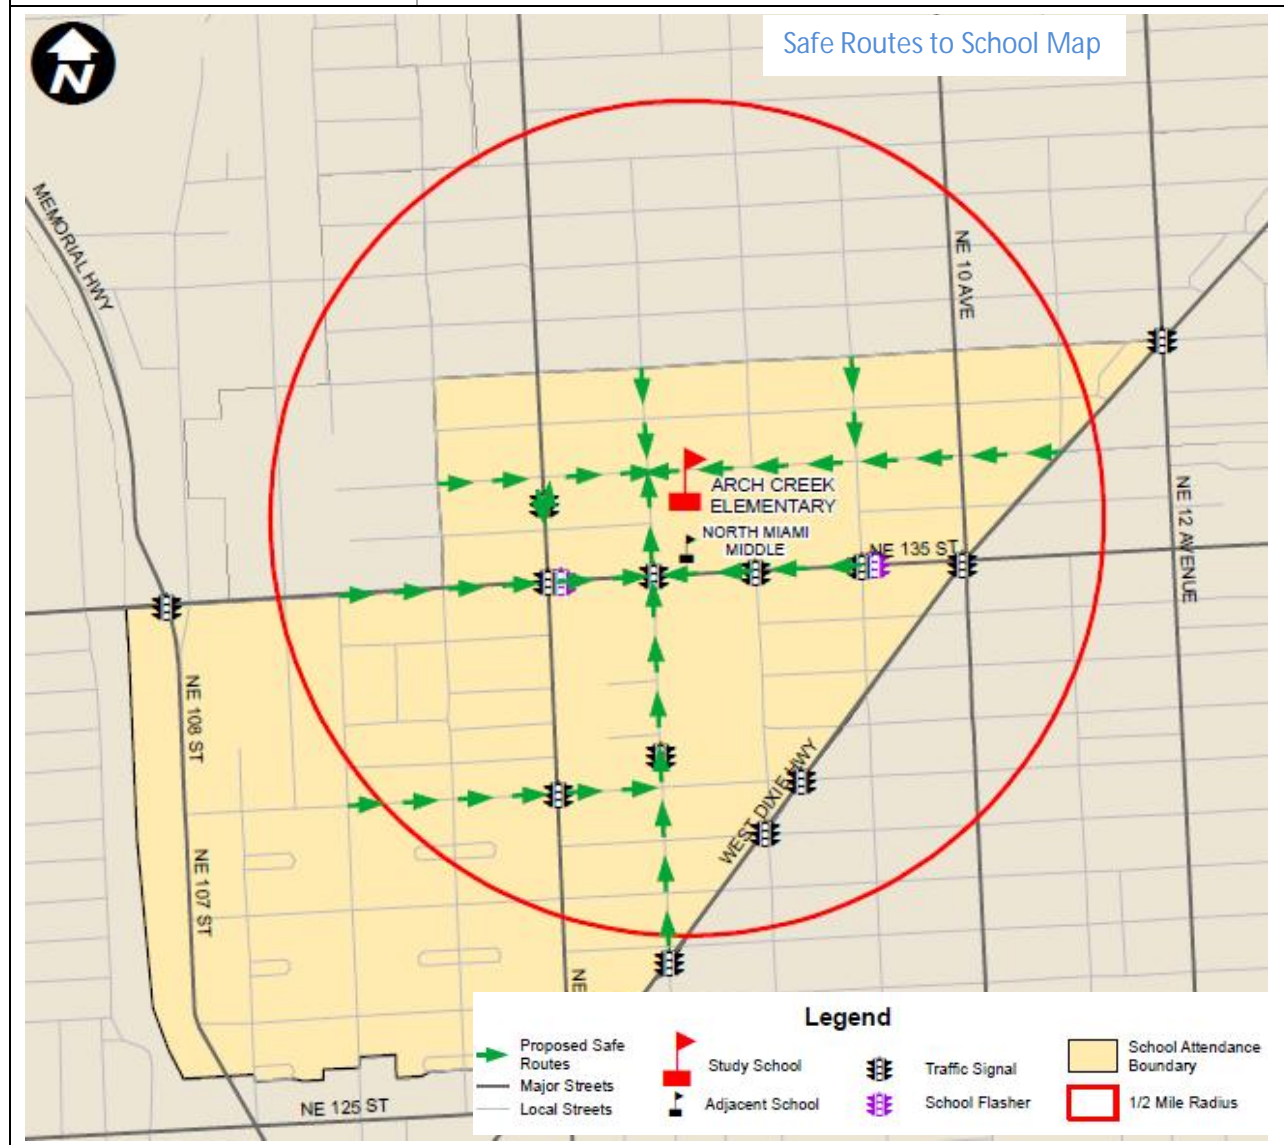 Safe Routes to School Map
N
MEMORIAL HWY
NE 10 AVE
ARCH CREEK
ELEMENTARY
NORTH MIAMI
MIDDLE
NE 135 ST
NE 12 AVENUE
NE 108 ST
WEST DIXIE HWY
NE 107 ST
NE
NE 125 ST
Legend
Proposed Safe
Routes
Major Streets
Local Streets
Study School
Adjacent School
Traffic Signal
School Flasher
School Attendance
Boundary
1/2 Mile Radius